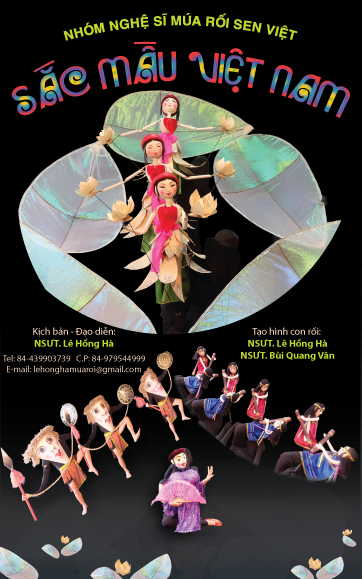 NHÓM NGHỆ SĨ MÚA RỐI SEN VIỆT
SẮC MẦU VIỆT NAM
Kịch bản - Đạo diễn:
NSƯT. Lê Hồng Hà
Tel: 84-439903739 C.P: 84-979544999
E-mail: lehonghamuaroi@gmail.com
Tạo hình con rối:
NSƯT. Lê Hồng Hà
NSƯT. Bùi Quang Vân